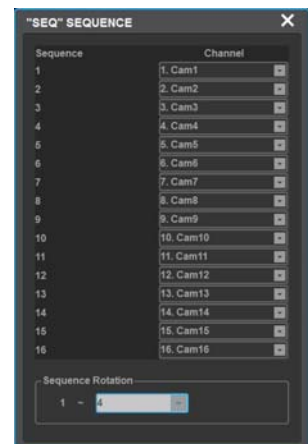 "SEQ" SEQUENCE X
Sequence Channel
1 1. Cam1
2 2. Cam2
3 3. Cam3
4 4. Cam4
5 5. Cam5
6 6. Cam6
7 7. Cam7
8 8. Cam8
9 9. Cam9
10 10. Cam10
11 11. Cam11
12 12. Cam12
13 13. Cam13
14 14. Cam14
15 15. Cam15
16 16. Cam16
Sequence Rotation
1 ~ 4